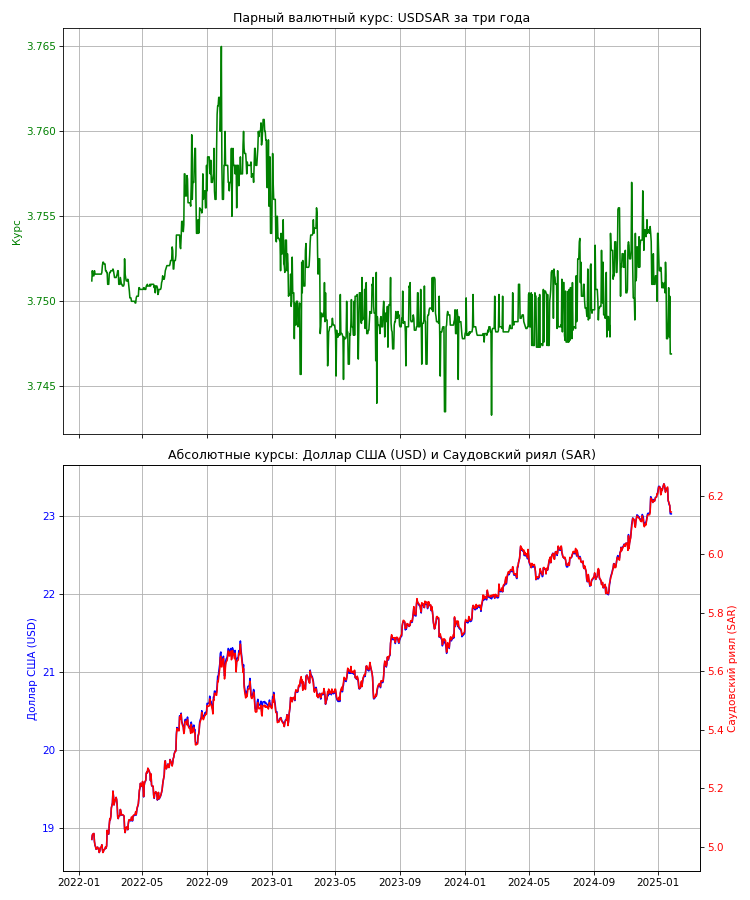 Парный валютный курс: USDSAR за три года
3.765
3.760
3.755
3.750
3.745
Курс
Абсолютные курсы: Доллар США (USD) и Саудовский риял (SAR)
23
22
21
20
19
Доллар США (USD)
6.2
6.0
5.8
5.6
5.4
5.2
5.0
Саудовский риял (SAR)
2022-01 2022-05 2022-09 2023-01 2023-05 2023-09 2024-01 2024-05 2024-09 2025-01